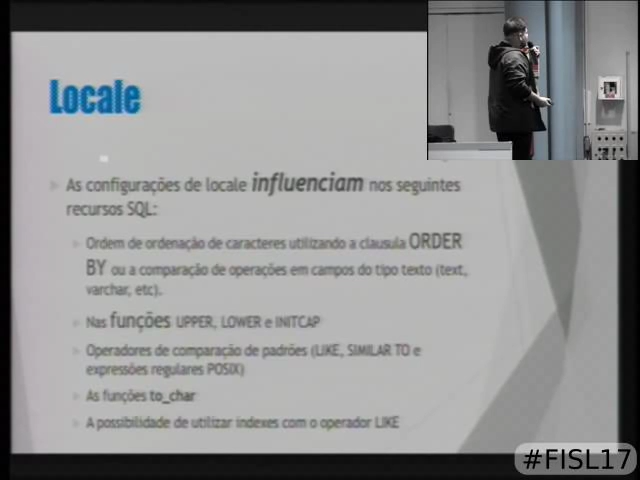 Locale
As configurações de locale influenciam nos seguintes
recursos SQL:
Ordem de ordenação de caracteres utilizando a clausula ORDER
BY ou a comparação de operações em campos do tipo texto (text,
varchar, etc).
Nas funções UPPER, LOWER e INITCAP
Operadores de comparação de padrões (LIKE, SIMILAR TO e
expressões regulares POSIX)
As funções to_char
A possibilidade de utilizar indexes com o operador LIKE
#FISL17